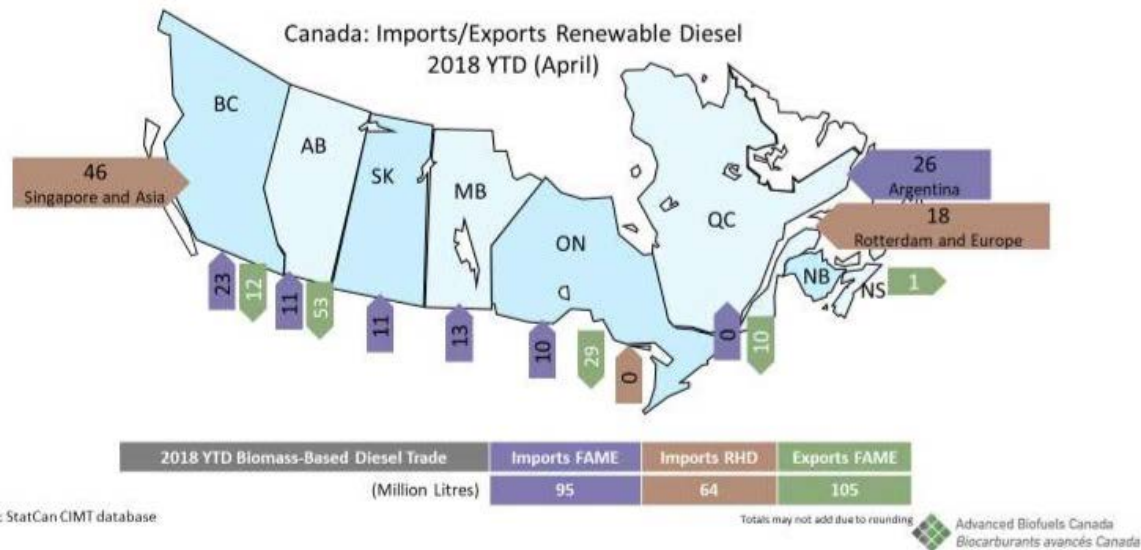 Canada: Imports/Exports Renewable Diesel
2018 YTD (April)
BC
AB
SK
MB
ON
QC
NB
NS
46
Singapore and Asia
26
Argentina
18
Rotterdam and Europe
1
23
12
11
53
11
13
10
29
0
0
10
2018 YTD Biomass-Based Diesel Trade Imports FAME Imports RHD Exports FAME
(Million Litres) 95 64 105
: StatCan CIMT database
Totals may not add due to rounding
Advanced Biofuels Canada
Biocarburants avancés Canada